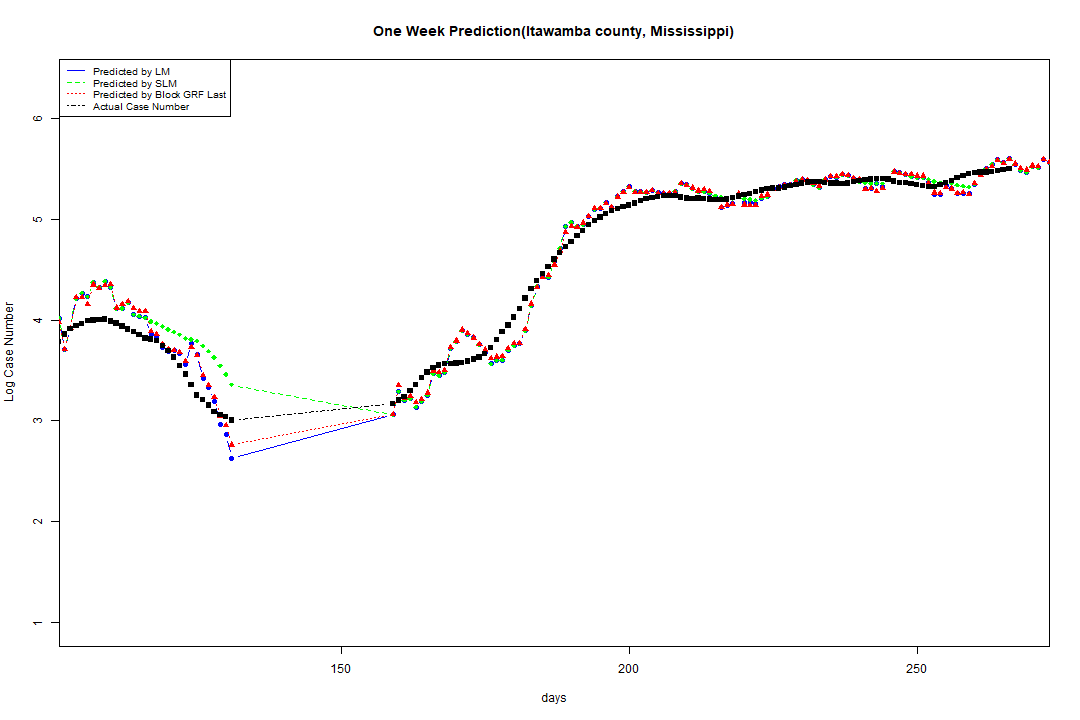 One Week Prediction(Itawamba county, Mississippi)
Predicted by LM
Predicted by SLM
Predicted by Block GRF Last
Actual Case Number
6
5
4
3
2
1
Log Case Number
150
200
250
days